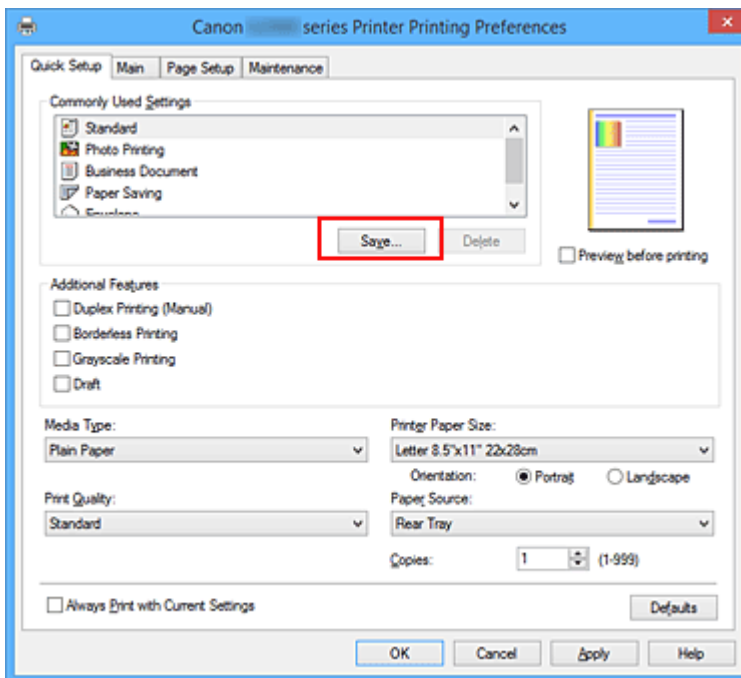 Canon series Printer Printing Preferences
Quick Setup Main Page Setup Maintenance
Commonly Used Settings
Standard
Photo Printing
Business Document
Paper Saving
Envelope
Save... Delete
Preview before printing
Additional Features
Duplex Printing (Manual)
Borderless Printing
Grayscale Printing
Draft
Media Type: Printer Paper Size:
Plain Paper Letter 8.5"x11" 22x28cm
Orientation: Portrait Landscape
Print Quality: Paper Source:
Standard Rear Tray
Copies: 1 (1-999)
Always Print with Current Settings Defaults
OK Cancel Apply Help